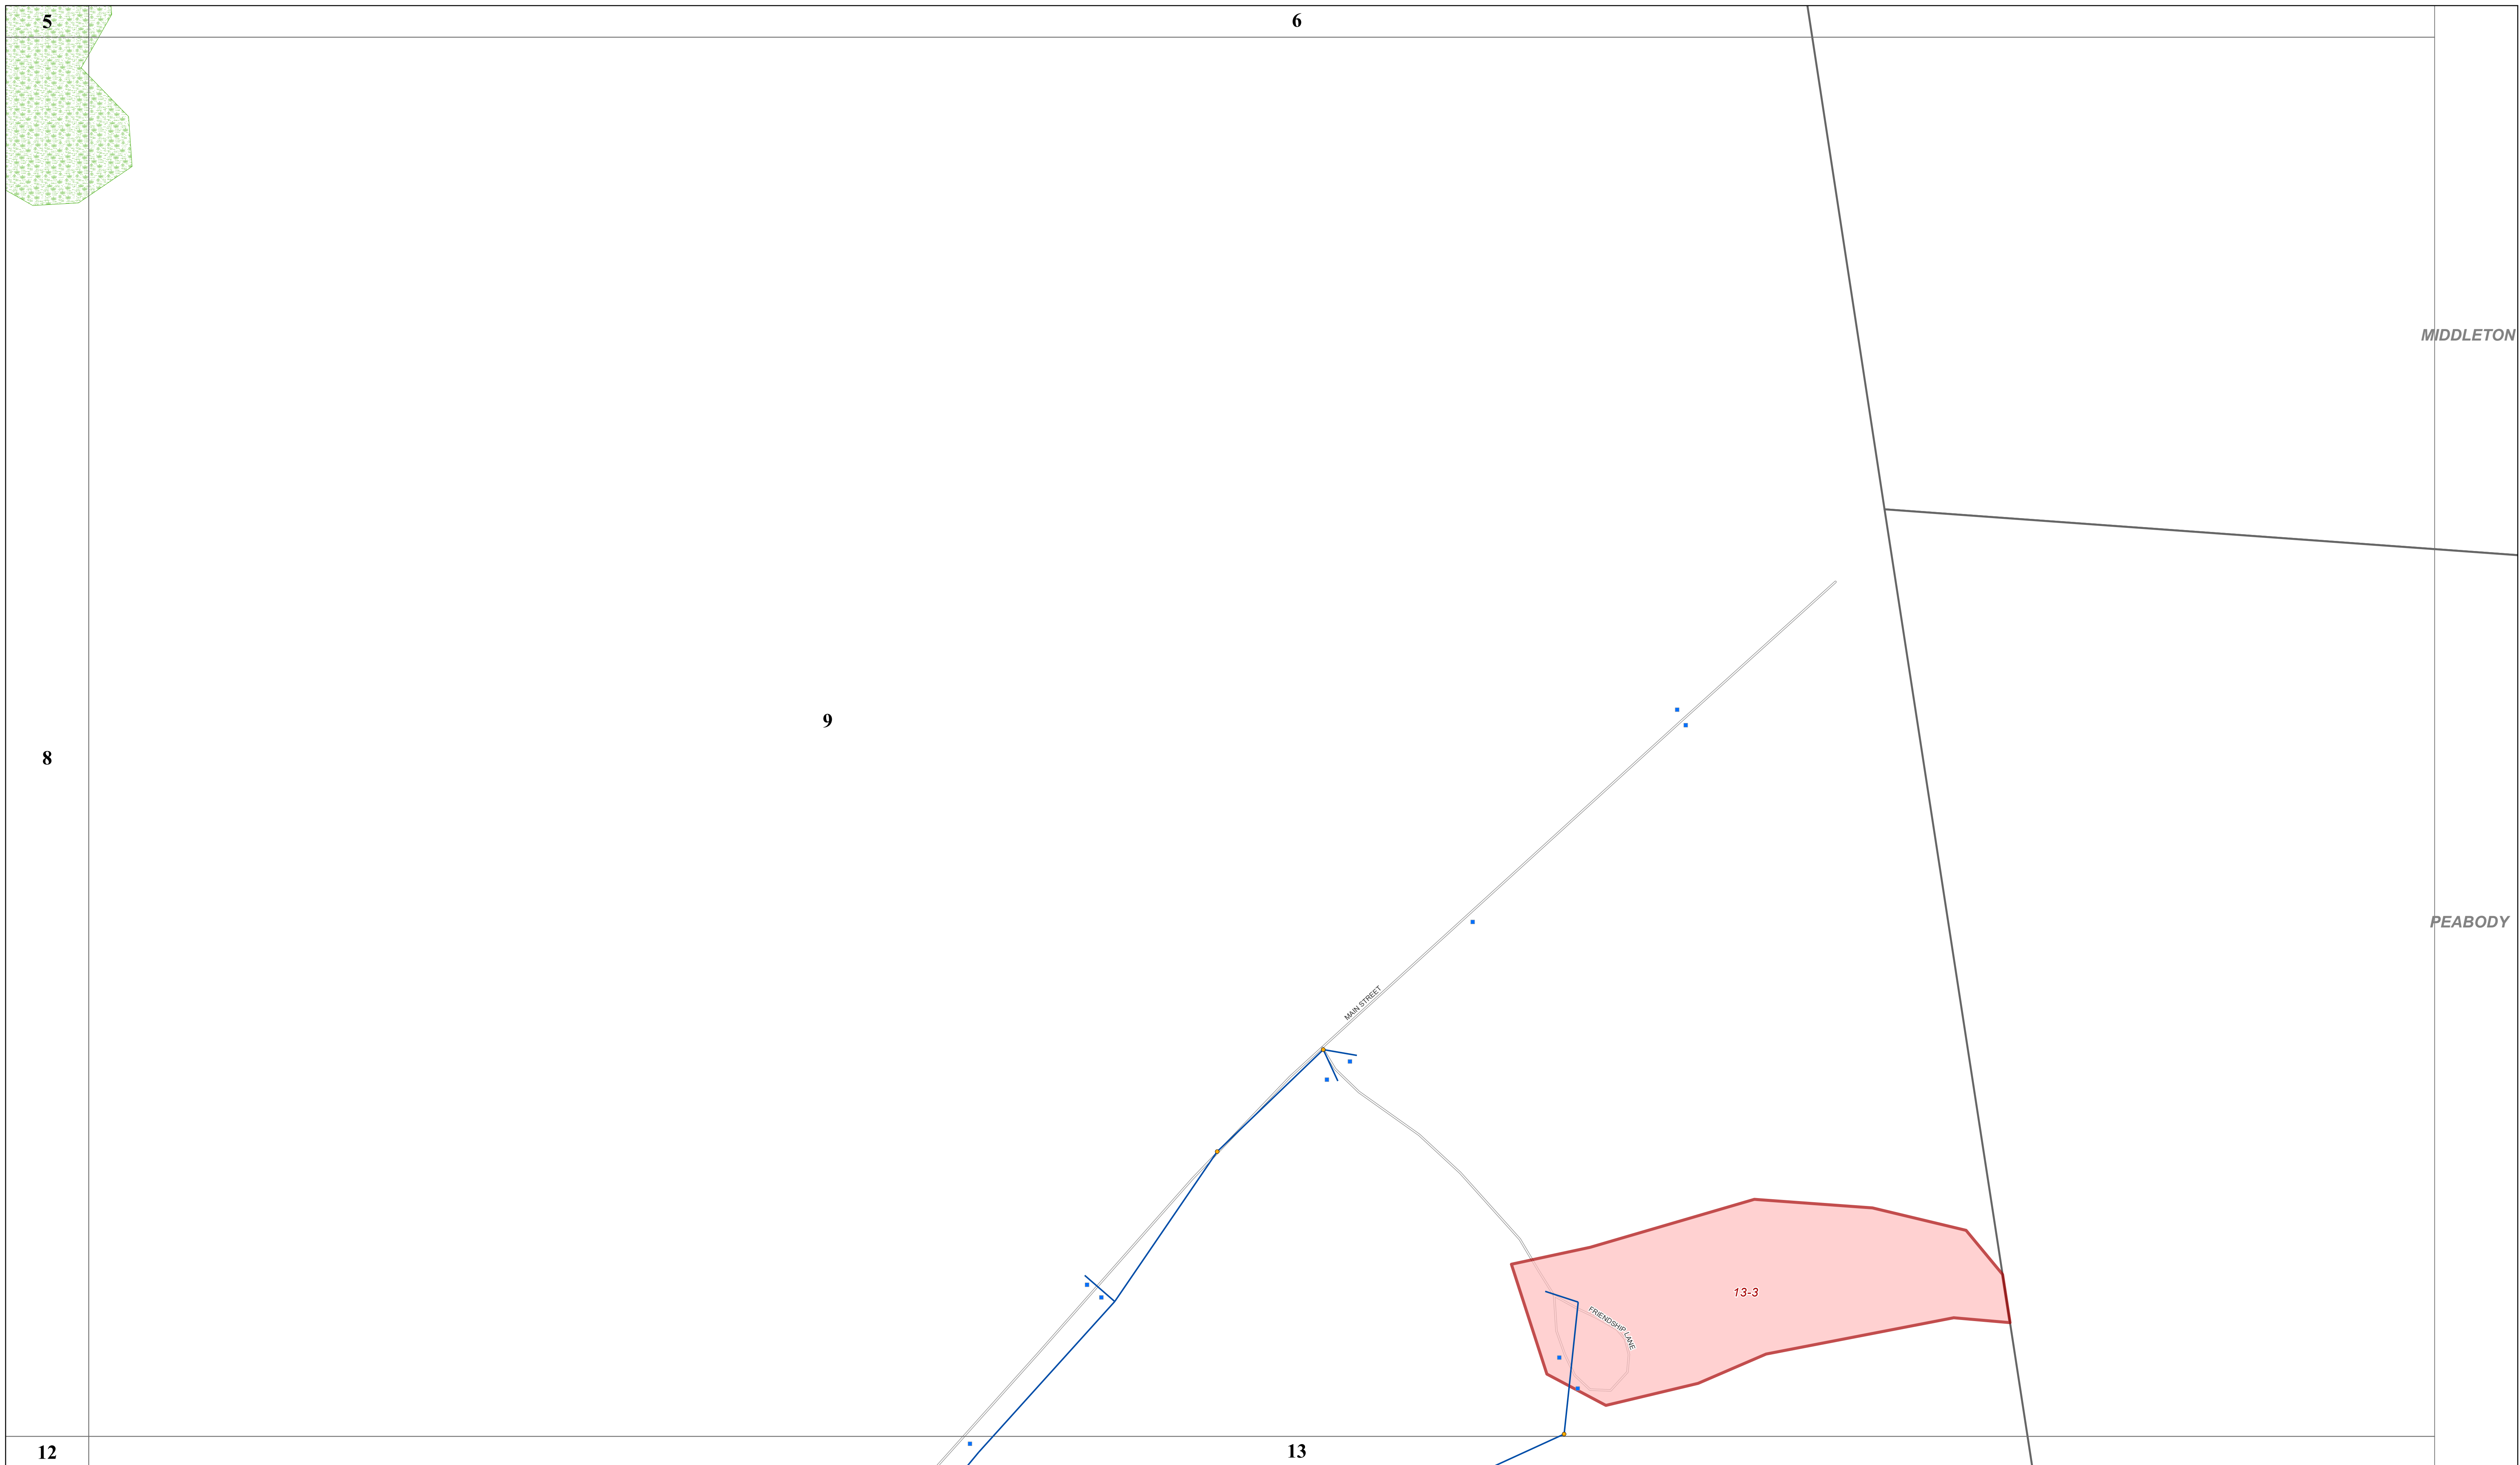 5
6
MIDDLETON
9
8
PEABODY
MAIN STREET
13-3
FRIENDSHIP LANE
12
13